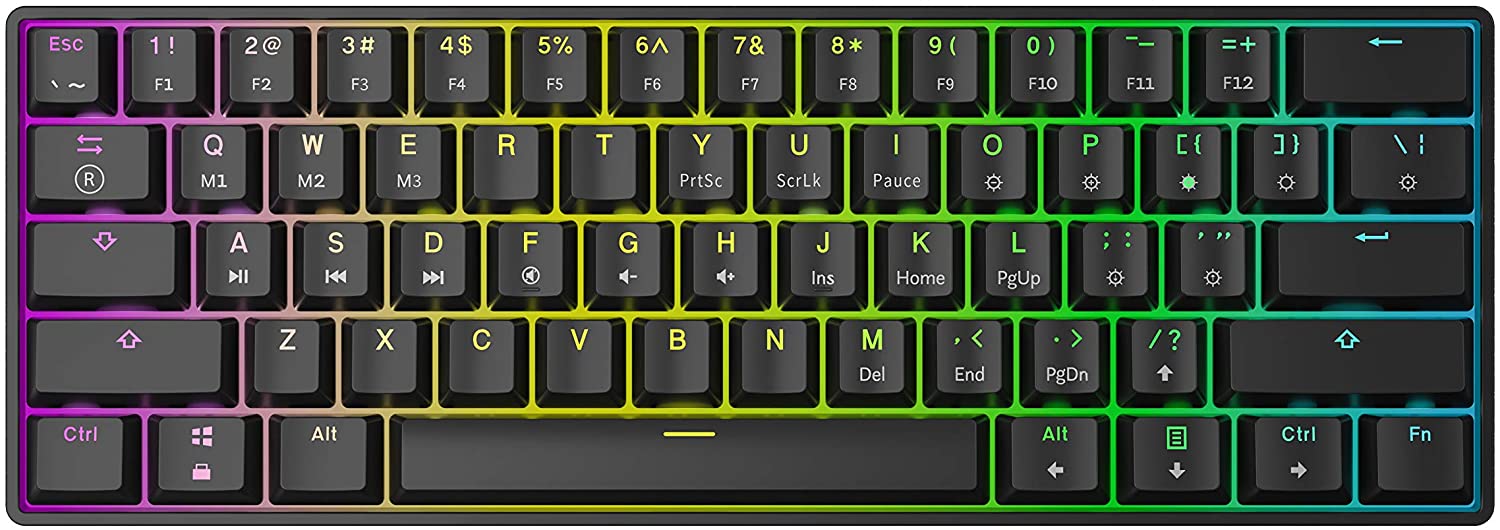 Esc 1! 2@ 3# 4$ 5% 6^ 7& 8* 9( 0) -_ =+ ←
`~ F1 F2 F3 F4 F5 F6 F7 F8 F9 F10 F11 F12
Q W E R T Y U I O P [{ ]} \¦
R M1 M2 M3 PrtSc ScrLk Pauce
A S D F G H J K L ;: '"
Ins Home PgUp
Z X C V B N M ,< .> /?
Del End PgDn
Ctrl Alt Alt Ctrl Fn